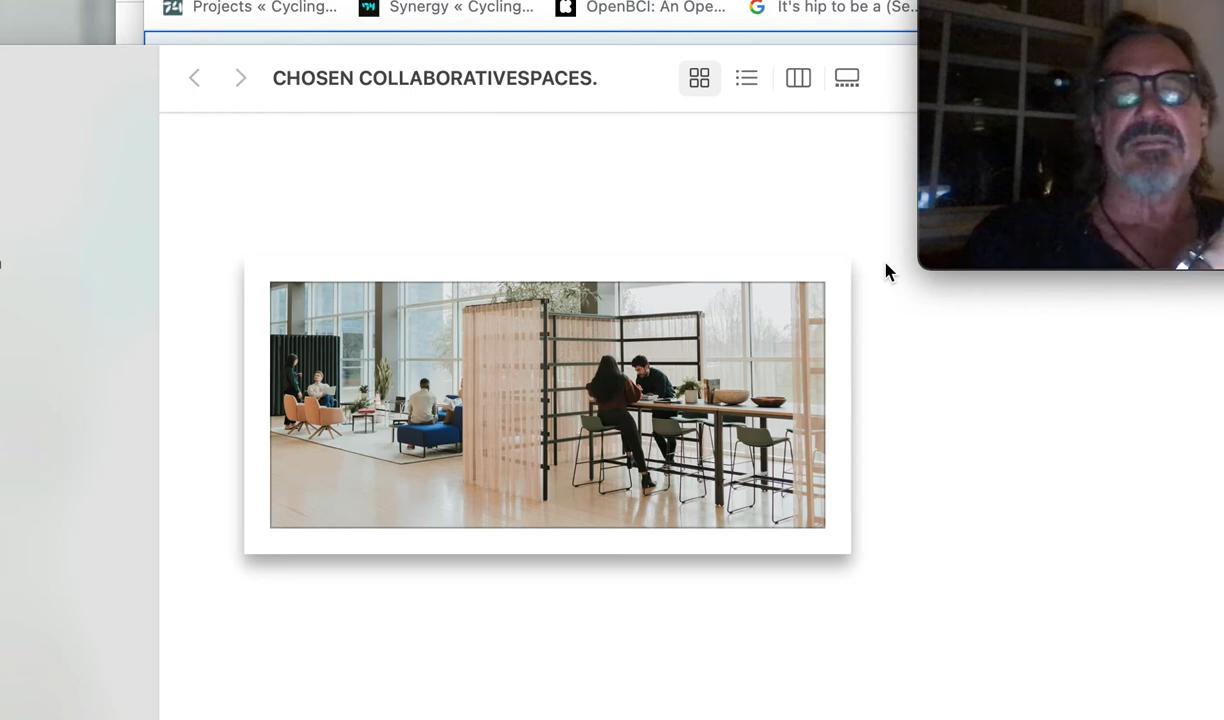 Projects « Cycling... Synergy « Cycling... OpenBCI: An Ope... It's hip to be a (Se...
CHOSEN COLLABORATIVESPACES.